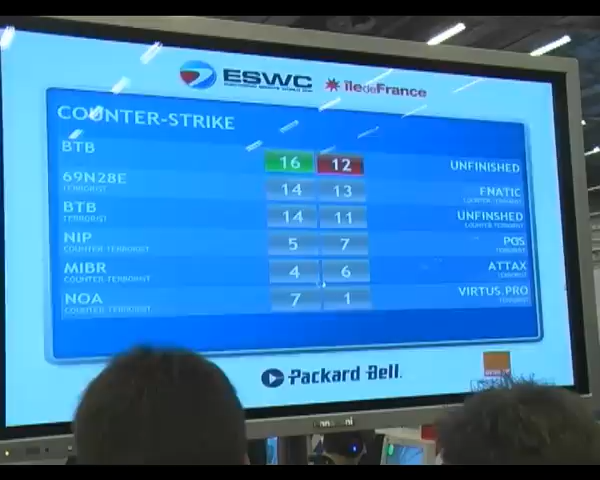 ESWC îledeFrance
COUNTER-STRIKE
BTB 16 12 UNFINISHED
69N28E 14 13 FNATIC
TERRORIST COUNTER-TERRORIST
BTB 14 11 UNFINSHED
TERRORIST COUNTER-TERRORIST
NIP 5 7 PGS
COUNTER-TERRORIST TERRORIST
MIBR 4 6 ATTAX
COUNTER-TERRORIST TERRORIST
NOA 7 1 VIRTUS.PRO
COUNTER-TERRORIST TERRORIST
Packard Bell.